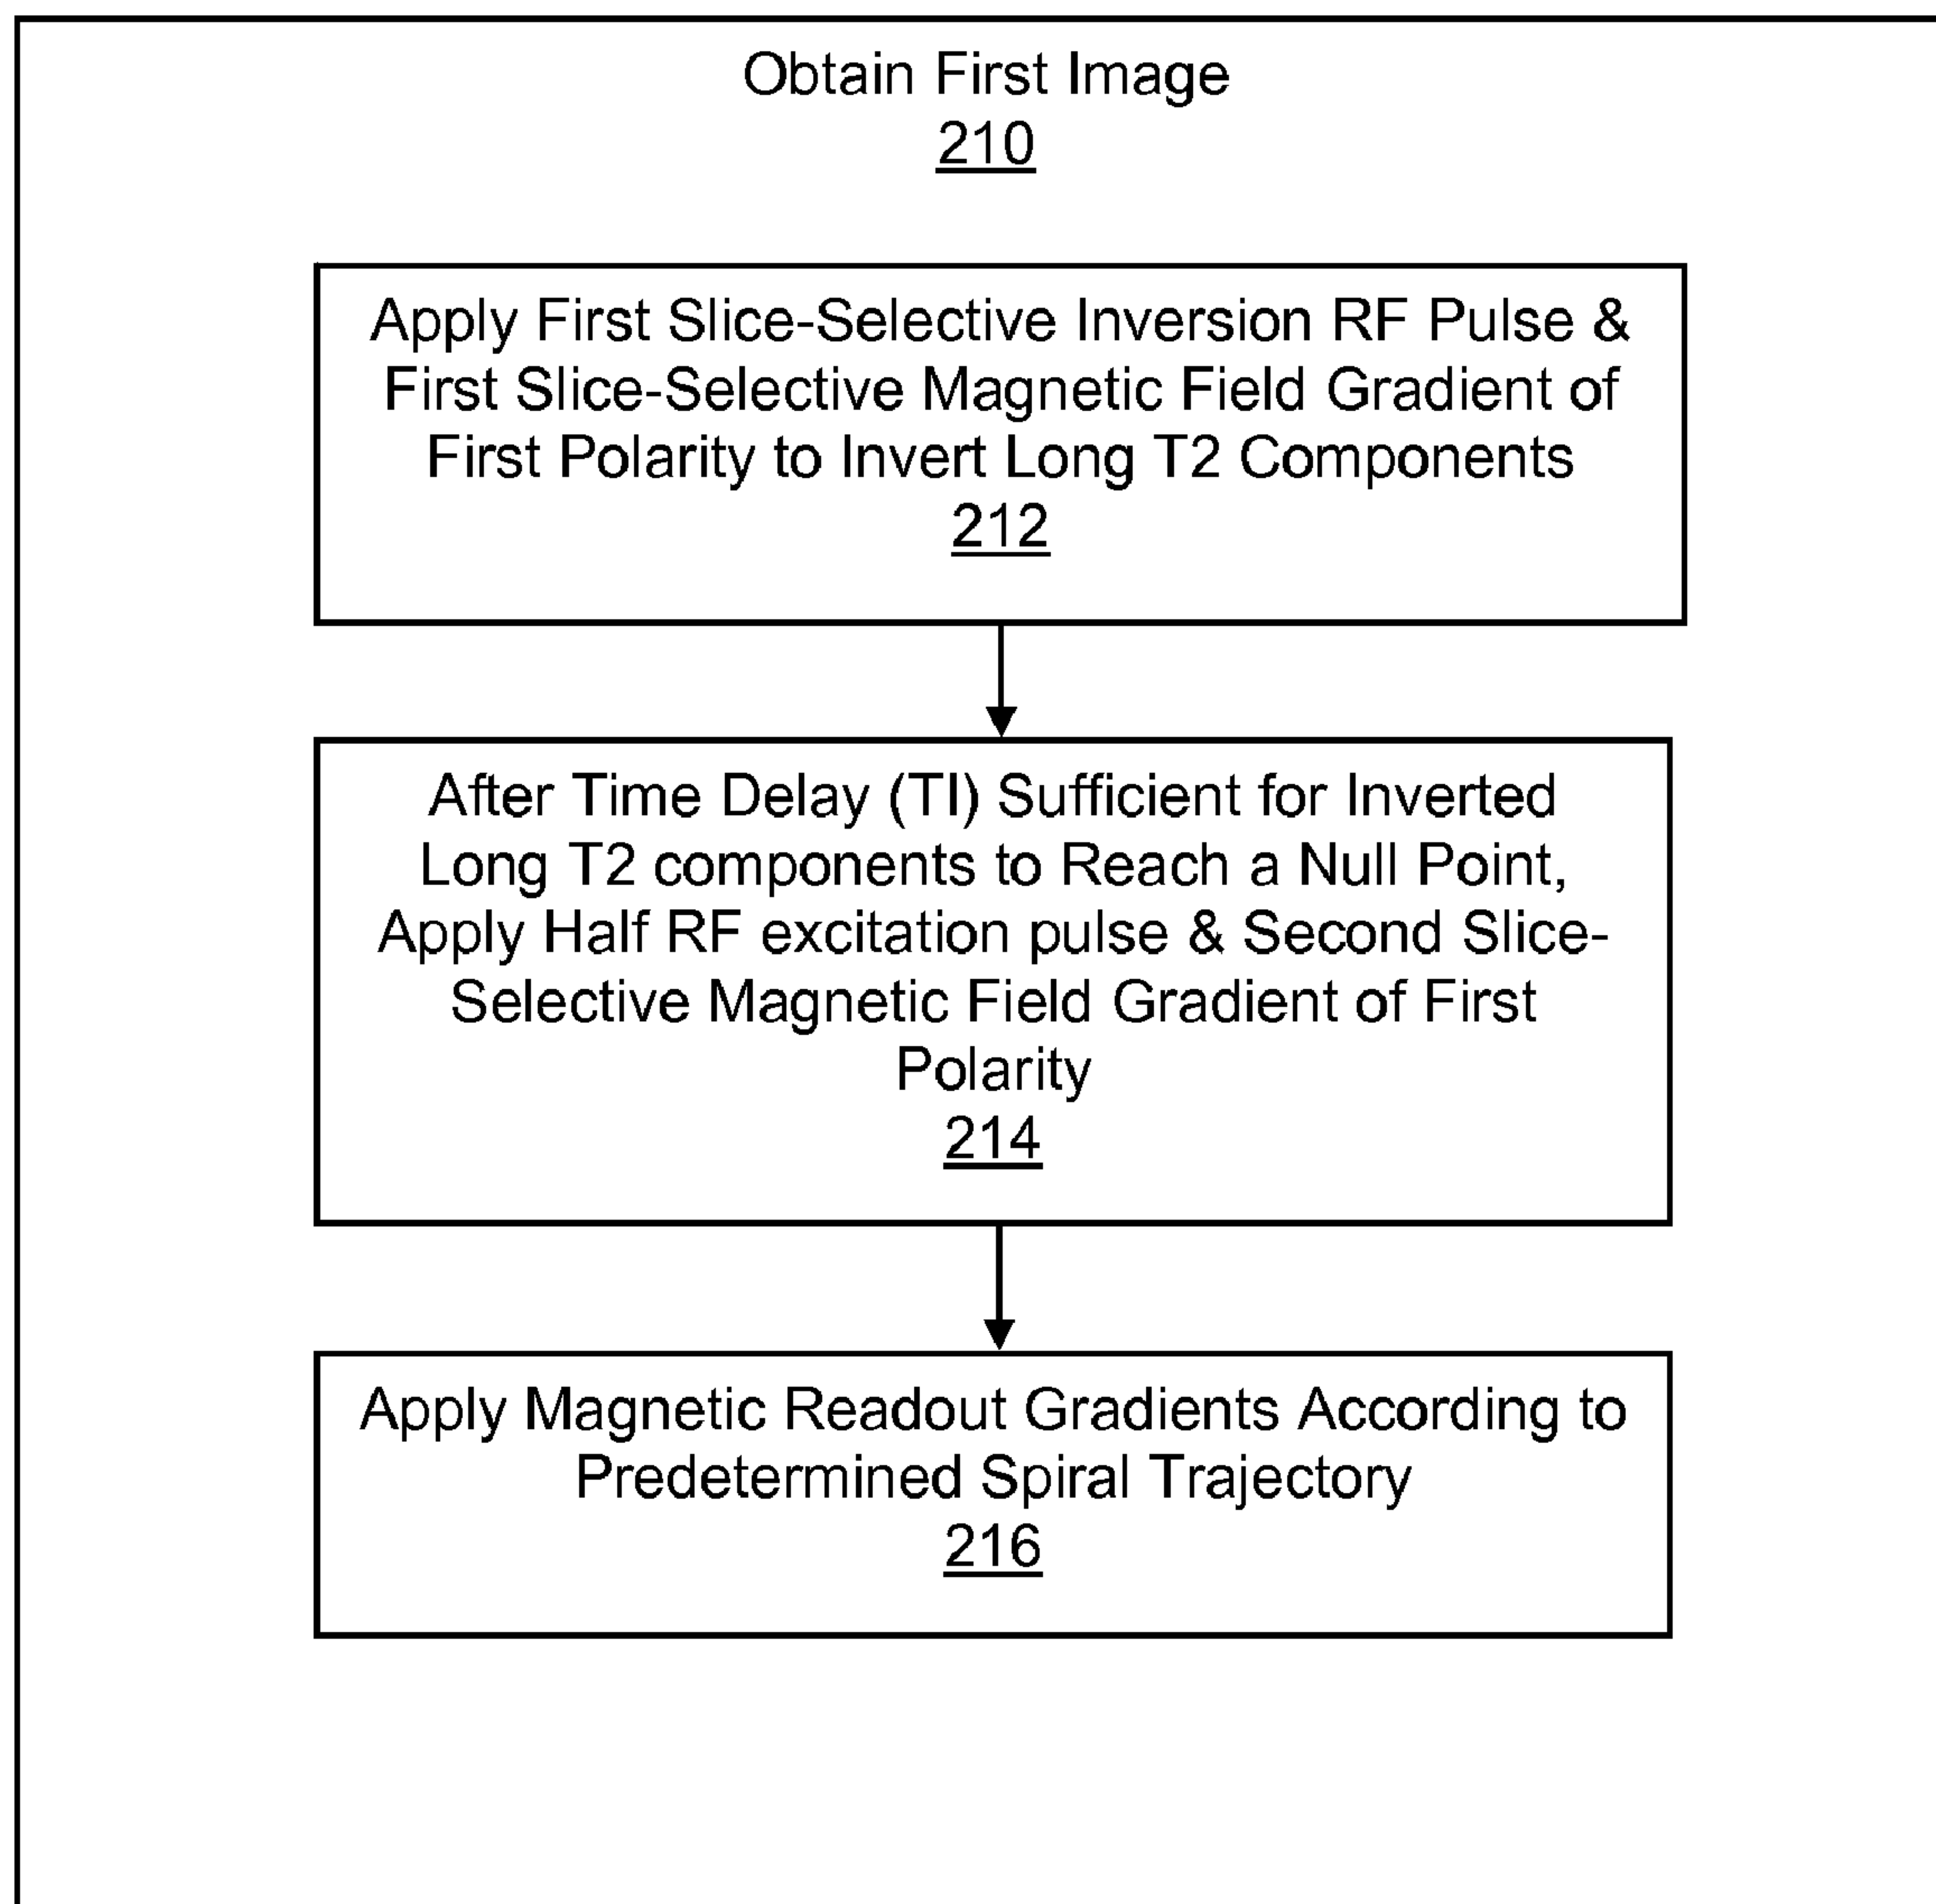 Obtain First Image
210
Apply First Slice-Selective Inversion RF Pulse &
First Slice-Selective Magnetic Field Gradient of
First Polarity to Invert Long T2 Components
212
After Time Delay (TI) Sufficient for Inverted
Long T2 components to Reach a Null Point,
Apply Half RF excitation pulse & Second Slice-
Selective Magnetic Field Gradient of First
Polarity
214
Apply Magnetic Readout Gradients According to
Predetermined Spiral Trajectory
216